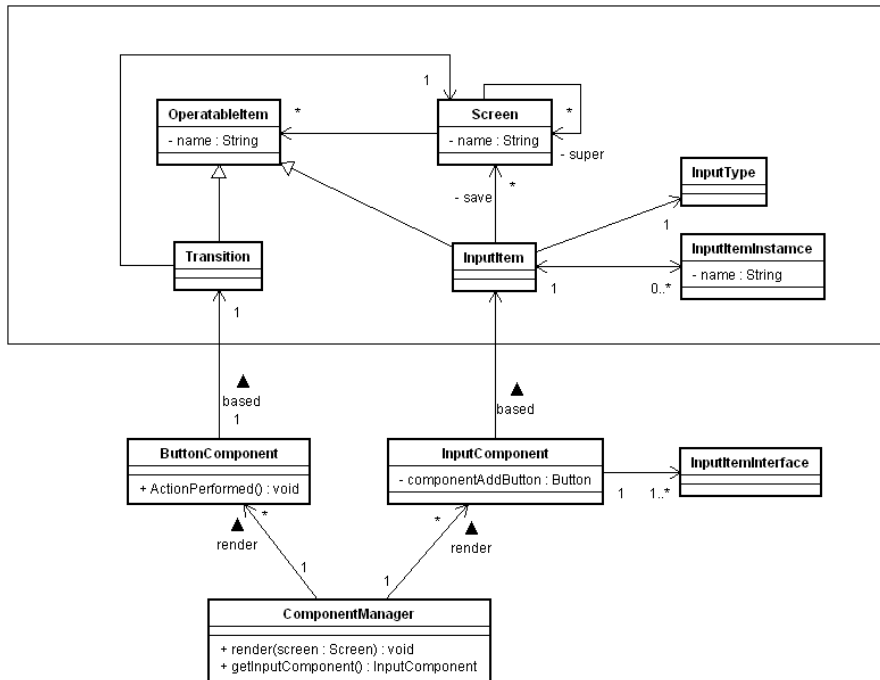 1
OperatableItem
- name : String
*
Screen
- name : String
*
- super
- save
*
InputType
1
Transition
InputItem
InputItemInstamce
- name : String
1
0..*
1
▲
based
1
▲
based
ButtonComponent
+ ActionPerformed() : void
InputComponent
- componentAddButton : Button
1
1..*
InputItemInterface
*
▲
render
1
*
▲
render
1
ComponentManager
+ render(screen : Screen) : void
+ getInputComponent() : InputComponent